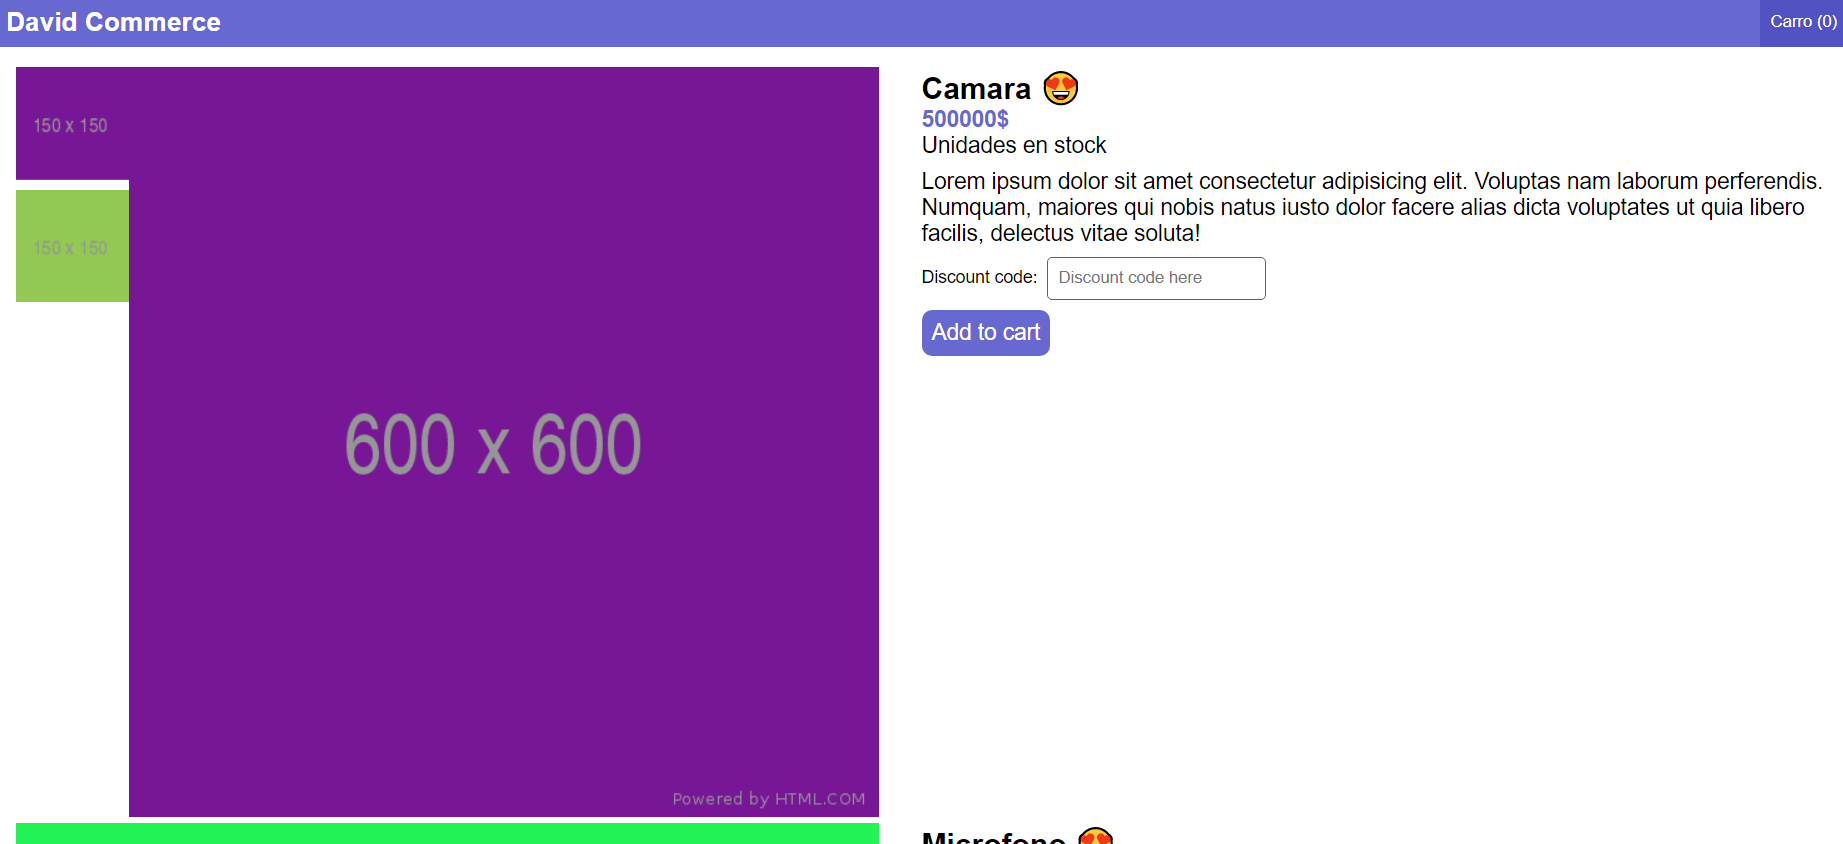 David Commerce
Carro (0)
150 x 150
150 x 150
600 x 600
Powered by HTML.COM
Camara 😍
500000$
Unidades en stock
Lorem ipsum dolor sit amet consectetur adipisicing elit. Voluptas nam laborum perferendis.
Numquam, maiores qui nobis natus iusto dolor facere alias dicta voluptates ut quia libero
facilis, delectus vitae soluta!
Discount code: Discount code here
Add to cart
Microfono 😍